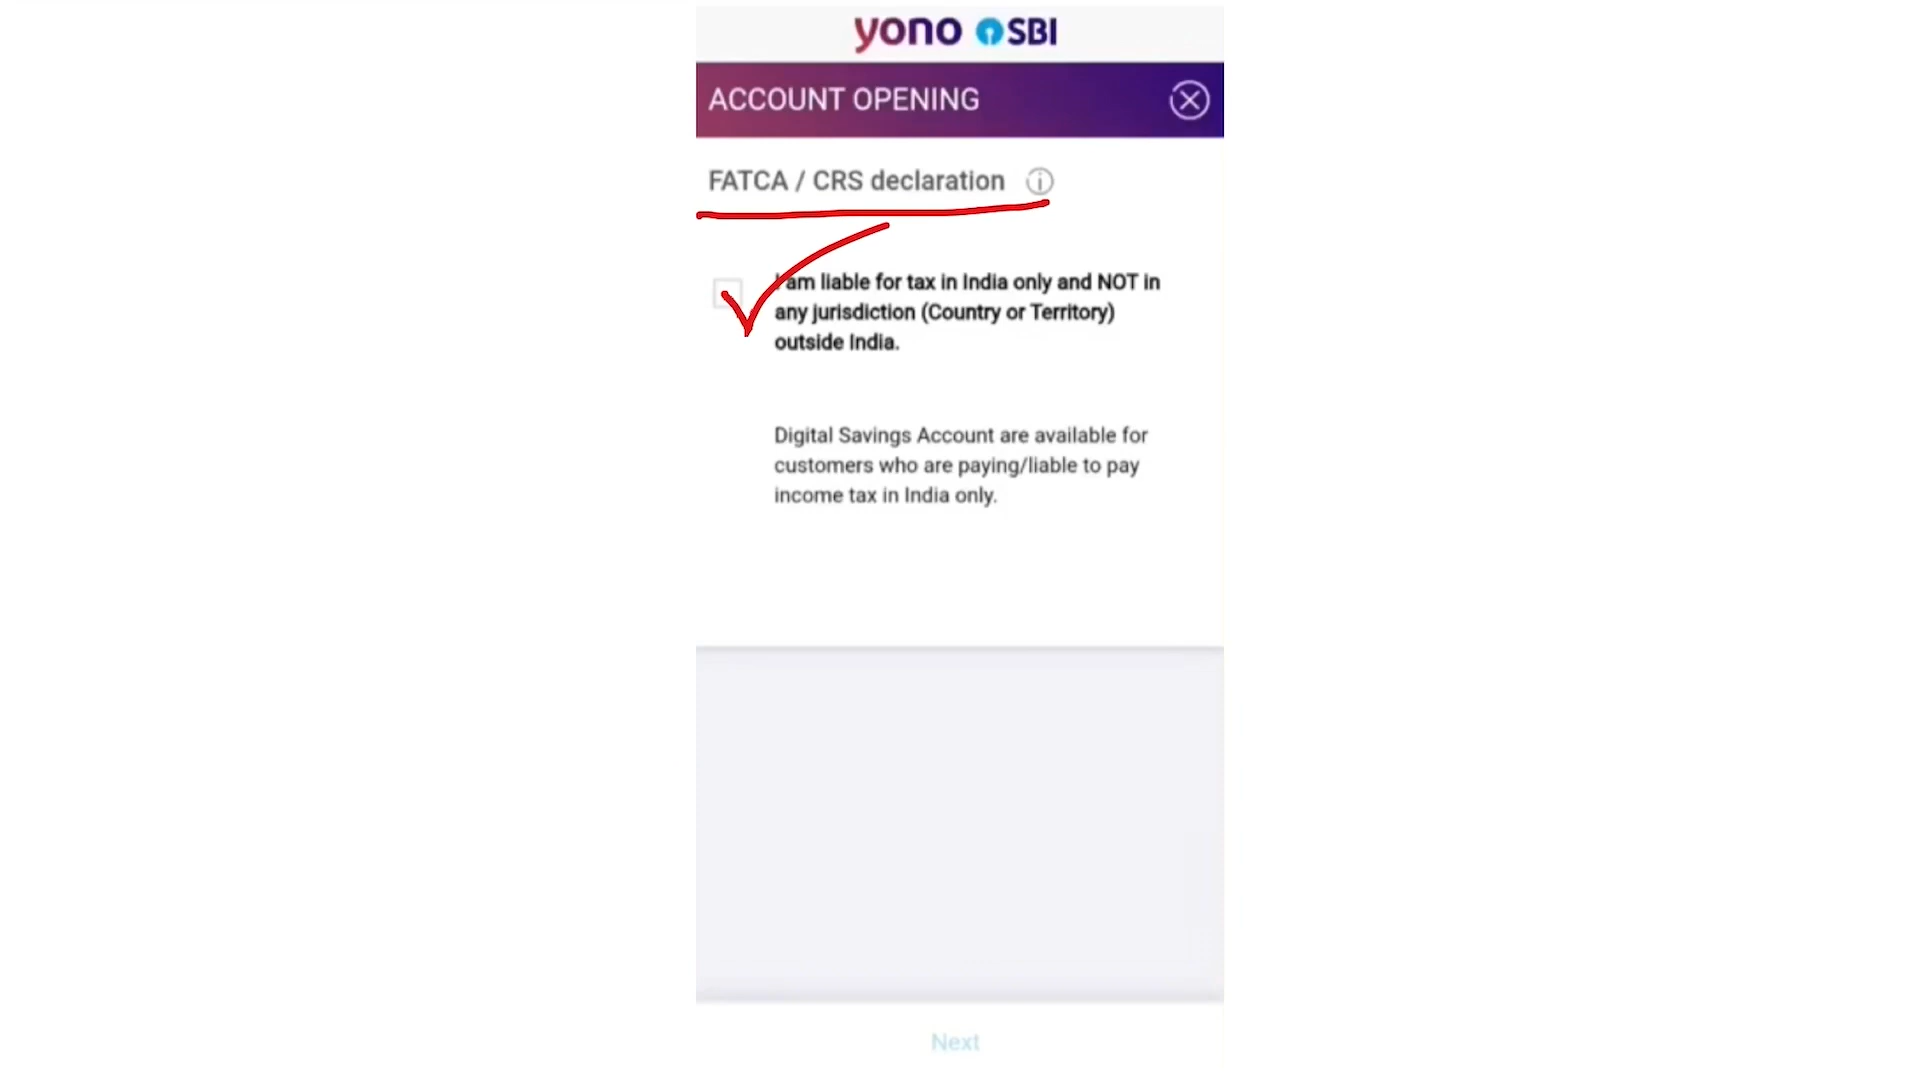 yono SBI
ACCOUNT OPENING
FATCA / CRS declaration
I am liable for tax in India only and NOT in
any jurisdiction (Country or Territory)
outside India.
Digital Savings Account are available for
customers who are paying/liable to pay
income tax in India only.
Next